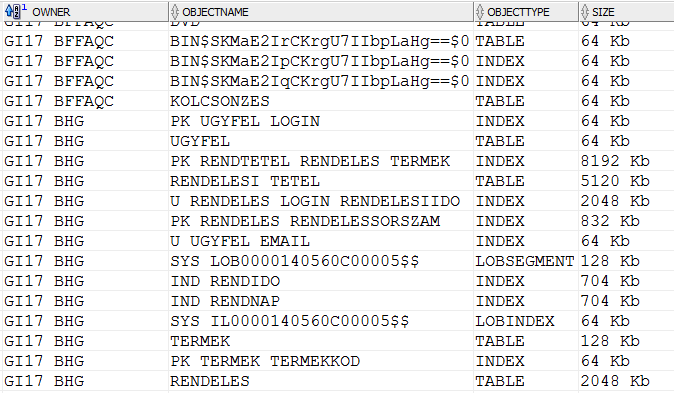 1 OWNER OBJECTNAME OBJECTTYPE SIZE
GI17 BFFAQC DVD TABLE 64 Kb
GI17 BFFAQC BIN$SKMaE2IrCKrgU7IIbpLaHg==$0 TABLE 64 Kb
GI17 BFFAQC BIN$SKMaE2IpCKrgU7IIbpLaHg==$0 INDEX 64 Kb
GI17 BFFAQC BIN$SKMaE2IqCKrgU7IIbpLaHg==$0 INDEX 64 Kb
GI17 BFFAQC KOLCSONZES TABLE 64 Kb
GI17 BHG PK UGYFEL LOGIN INDEX 64 Kb
GI17 BHG UGYFEL TABLE 64 Kb
GI17 BHG PK RENDTETEL RENDELES TERMEK INDEX 8192 Kb
GI17 BHG RENDELESI TETEL TABLE 5120 Kb
GI17 BHG U RENDELES LOGIN RENDELESIIDO INDEX 2048 Kb
GI17 BHG PK RENDELES RENDELESSORSZAM INDEX 832 Kb
GI17 BHG U UGYFEL EMAIL INDEX 64 Kb
GI17 BHG SYS LOB0000140560C00005$$ LOBSEGMENT 128 Kb
GI17 BHG IND RENDIDO INDEX 704 Kb
GI17 BHG IND RENDNAP INDEX 704 Kb
GI17 BHG SYS IL0000140560C00005$$ LOBINDEX 64 Kb
GI17 BHG TERMEK TABLE 128 Kb
GI17 BHG PK TERMEK TERMEKKOD INDEX 64 Kb
GI17 BHG RENDELES TABLE 2048 Kb